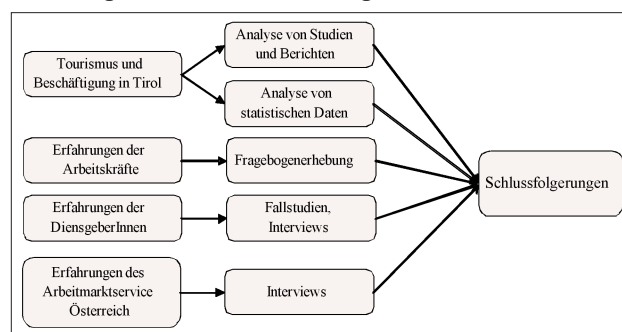 Tourismus und
Beschäftigung in Tirol
Analyse von Studien
und Berichten
Analyse von
statistischen Daten
Erfahrungen der
Arbeitskräfte
Fragebogenerhebung
Erfahrungen der
DiensgeberInnen
Fallstudien,
Interviews
Erfahrungen des
Arbeitmarktservice
Österreich
Interviews
Schlussfolgerungen